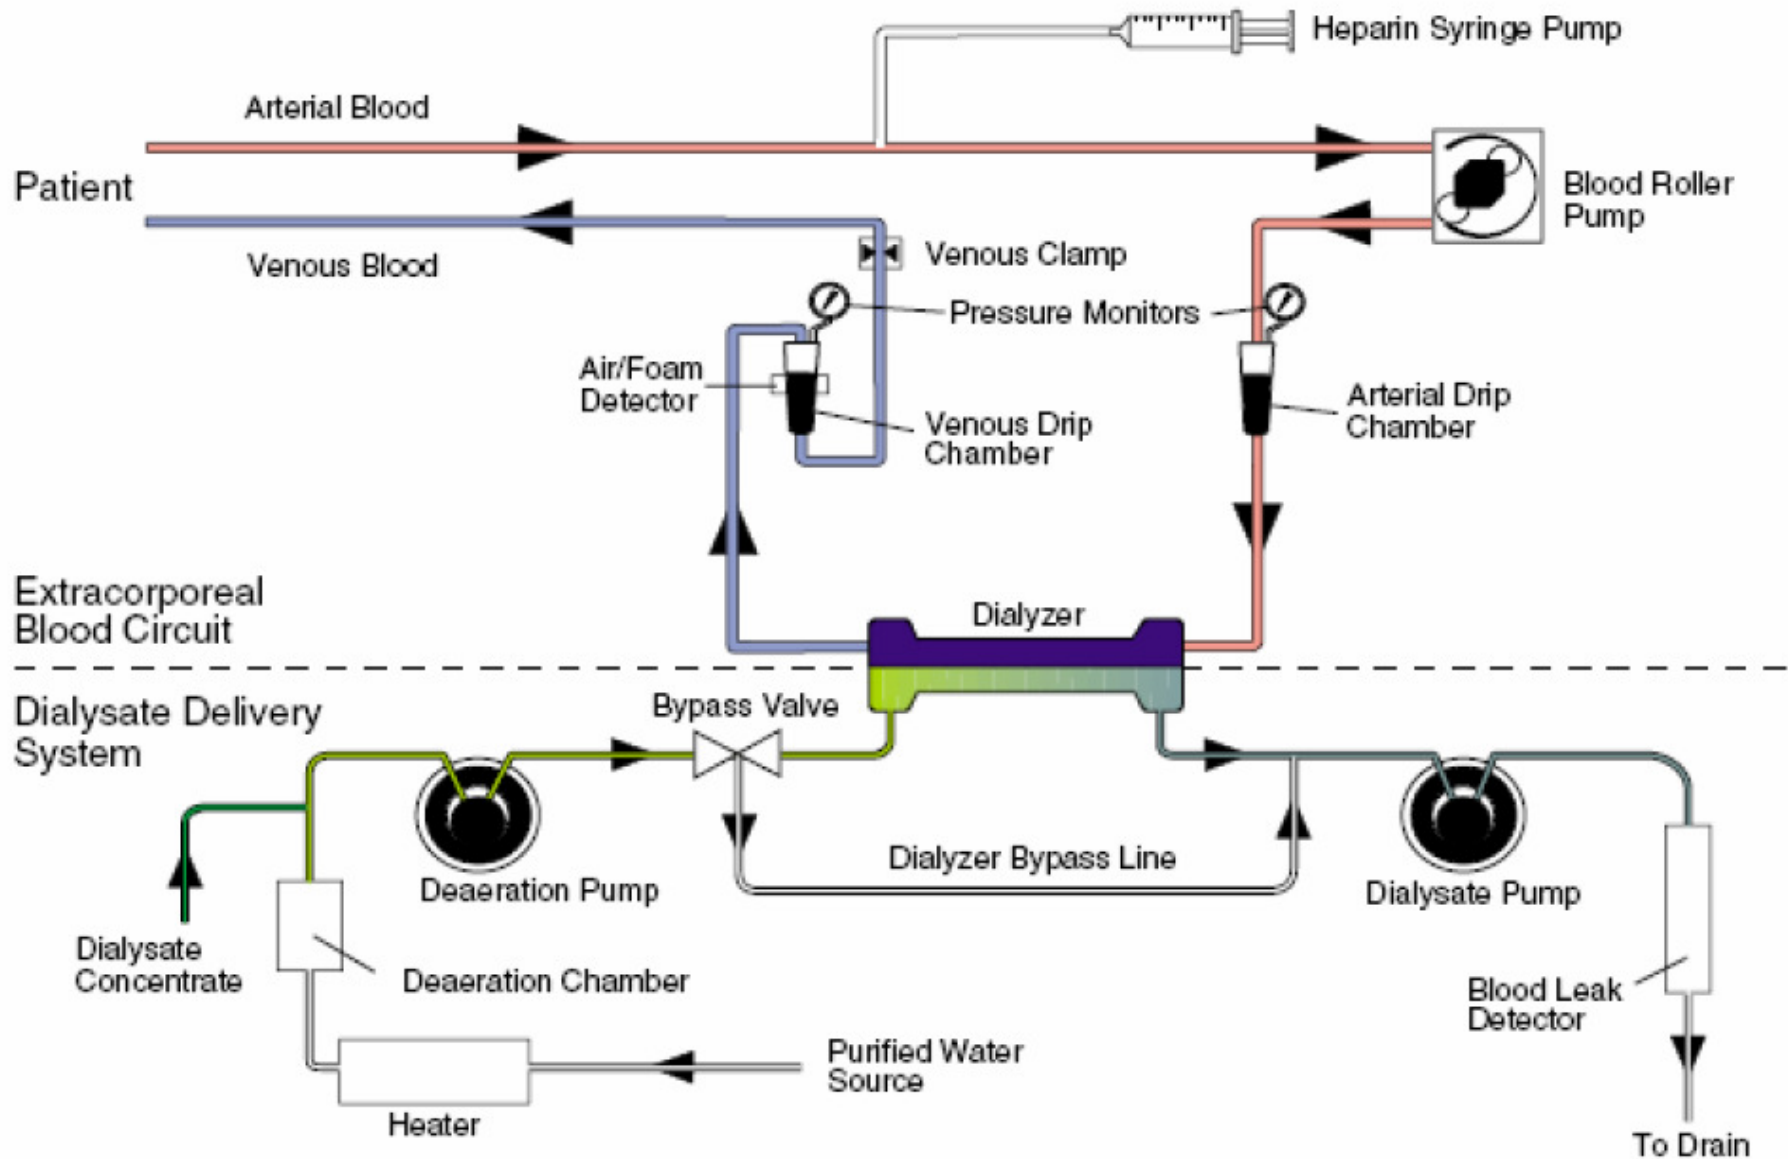 Heparin Syringe Pump
Arterial Blood
Patient
Blood Roller
Pump
Venous Blood
Venous Clamp
Pressure Monitors
Air/Foam
Detector
Venous Drip
Chamber
Arterial Drip
Chamber
Extracorporeal
Blood Circuit
Dialyzer
Dialysate Delivery
System
Bypass Valve
Deaeration Pump
Dialyzer Bypass Line
Dialysate Pump
Dialysate
Concentrate
Deaeration Chamber
Blood Leak
Detector
Purified Water
Source
Heater
To Drain